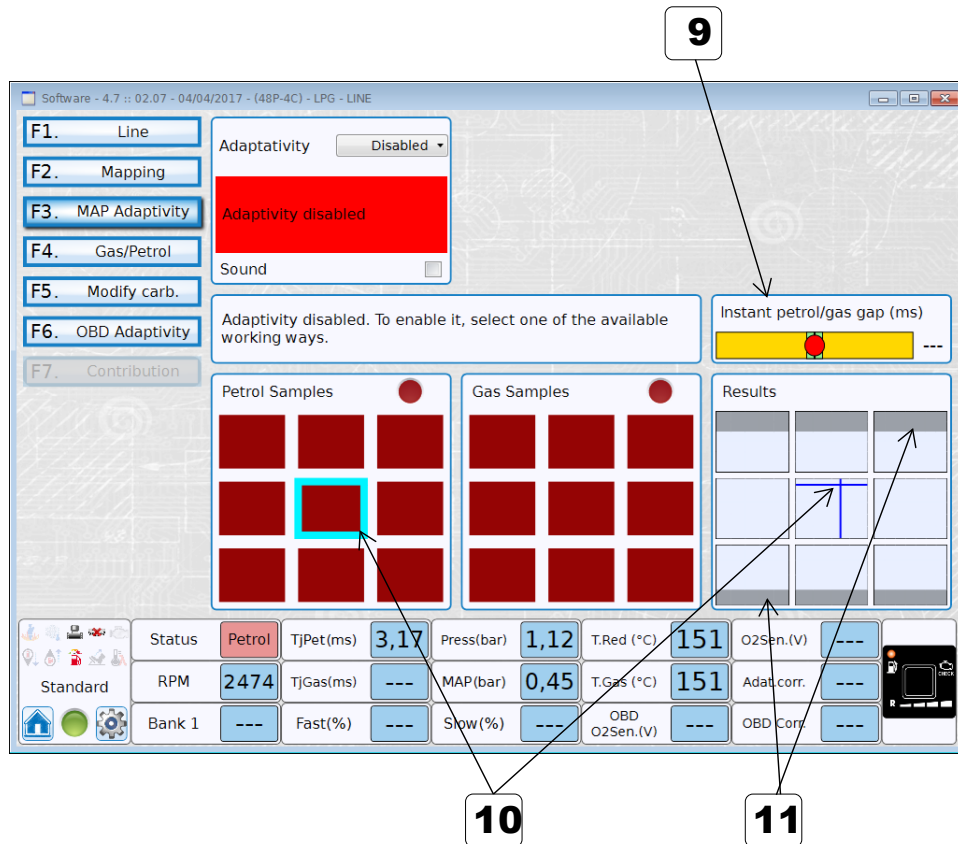 9
Software - 4.7 :: 02.07 - 04/04/2017 - (48P-4C) - LPG - LINE
F1. Line
F2. Mapping
F3. MAP Adaptivity
F4. Gas/Petrol
F5. Modify carb.
F6. OBD Adaptivity
F7. Contribution
Adaptativity Disabled
Adaptivity disabled
Sound
Adaptivity disabled. To enable it, select one of the available
working ways.
Instant petrol/gas gap (ms)
---
Petrol Samples
Gas Samples
Results
Standard
Status Petrol TjPet(ms) 3,17 Press(bar) 1,12 T.Red (°C) 151 O2Sen.(V) ---
RPM 2474 TjGas(ms) --- MAP(bar) 0,45 T.Gas (°C) 151 Adat.corr. ---
Bank 1 --- Fast(%) --- Slow(%) --- OBD
O2Sen.(V) --- OBD Corr. ---
CHECK
R
10
11